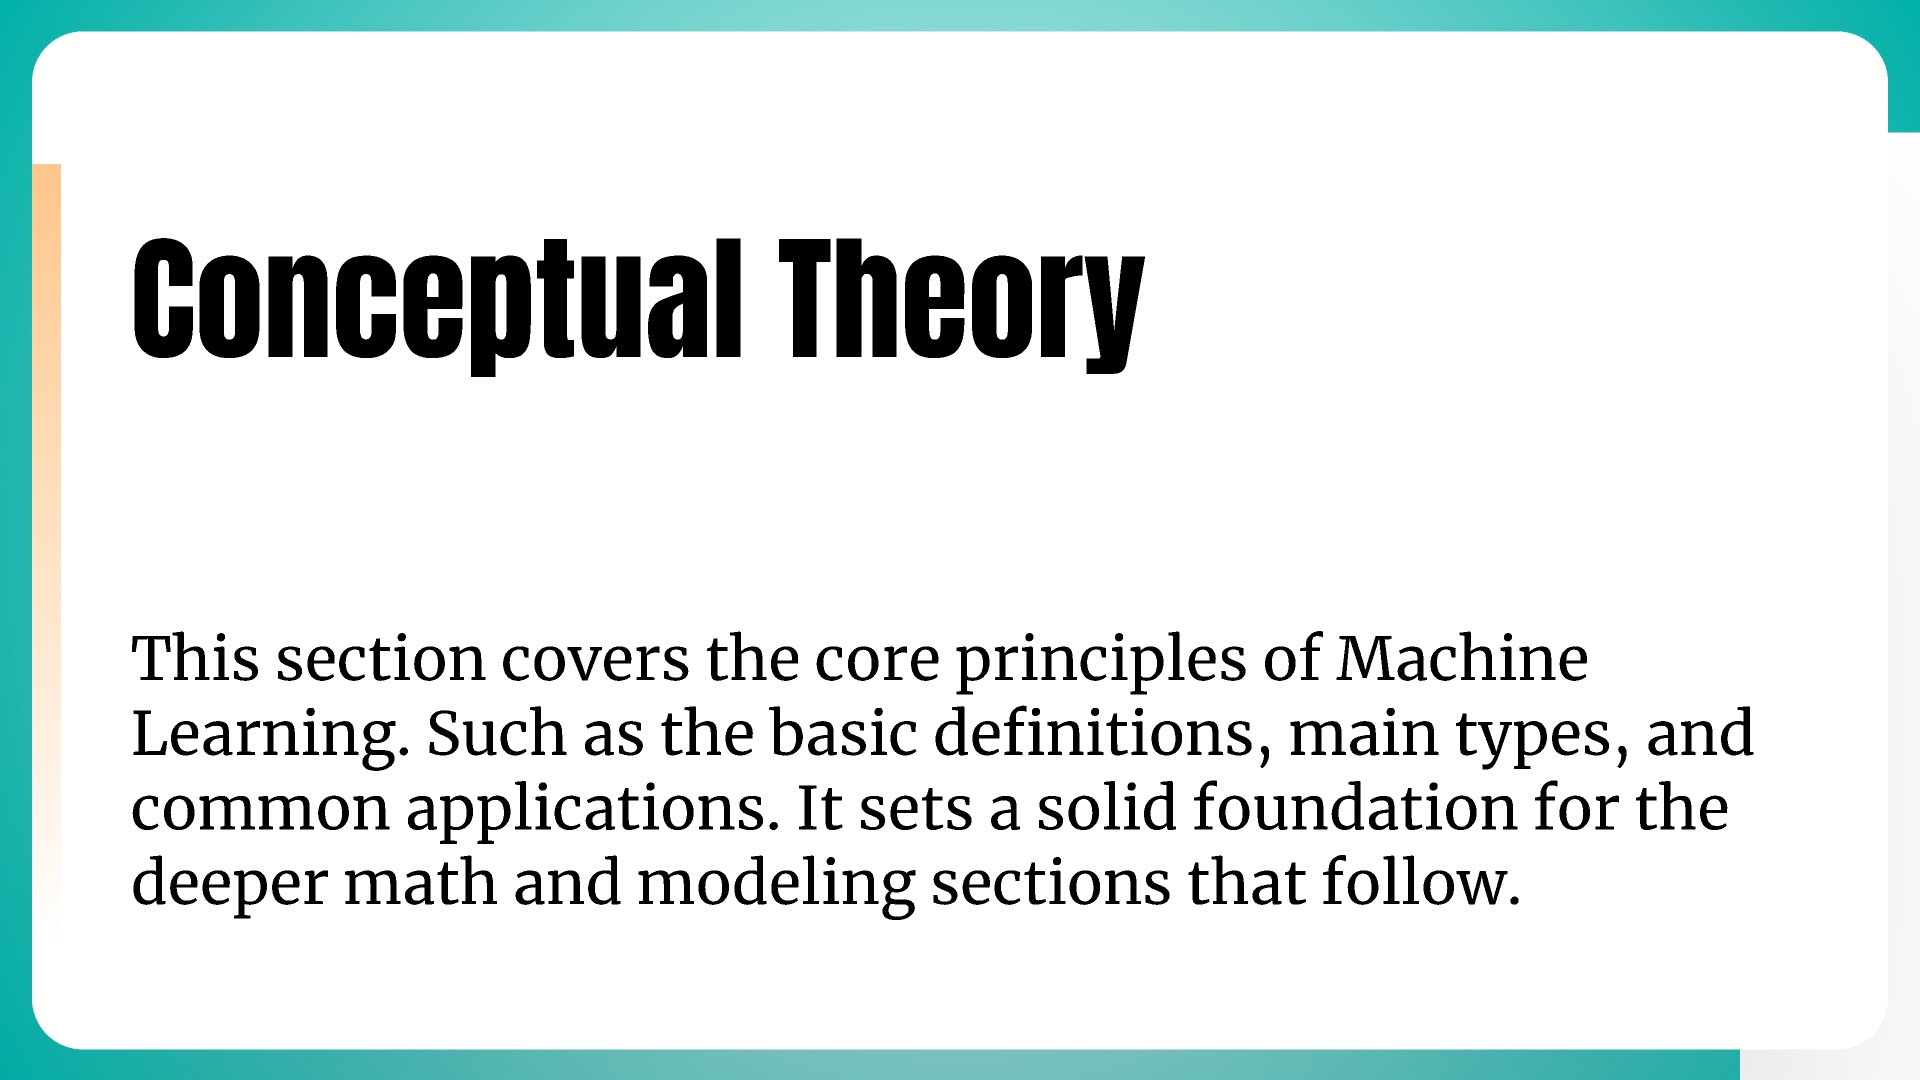 Conceptual Theory
This section covers the core principles of Machine
Learning. Such as the basic definitions, main types, and
common applications. It sets a solid foundation for the
deeper math and modeling sections that follow.